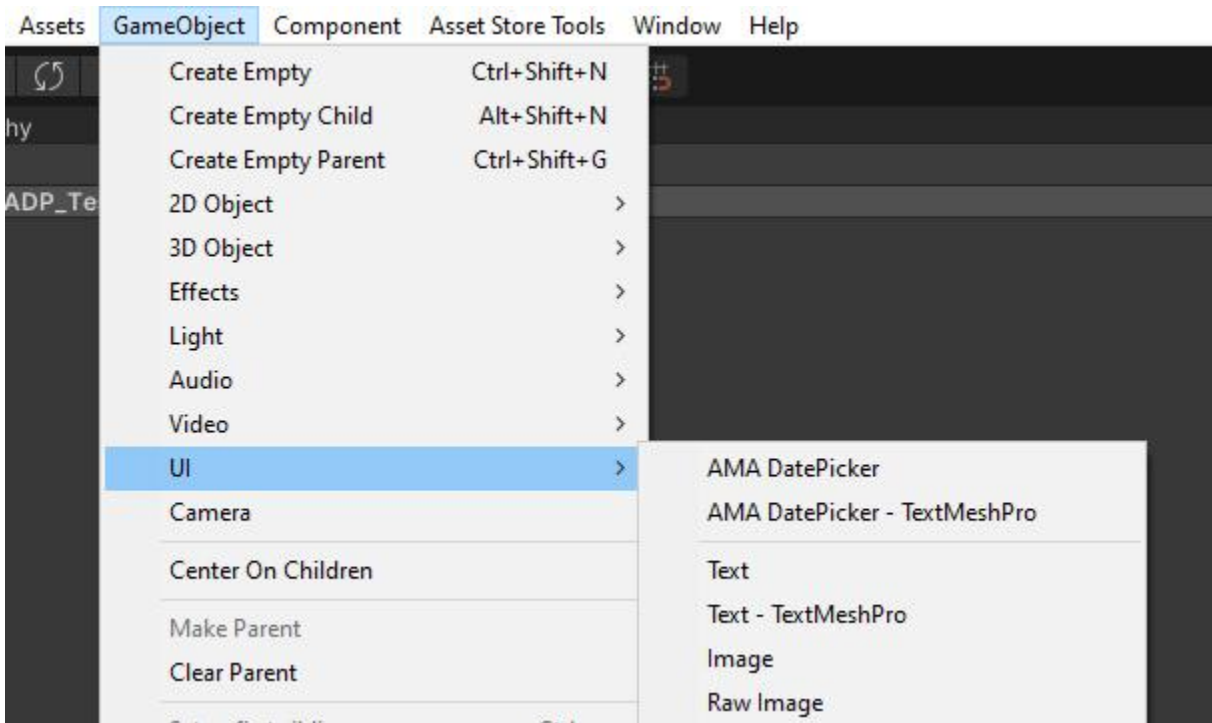 Assets GameObject Component Asset Store Tools Window Help
Create Empty Ctrl+Shift+N
hy
Create Empty Child Alt+Shift+N
Create Empty Parent Ctrl+Shift+G
ADP_Te
2D Object
3D Object
Effects
Light
Audio
Video
UI
Camera
Center On Children
Make Parent
Clear Parent
AMA DatePicker
AMA DatePicker - TextMeshPro
Text
Text - TextMeshPro
Image
Raw Image